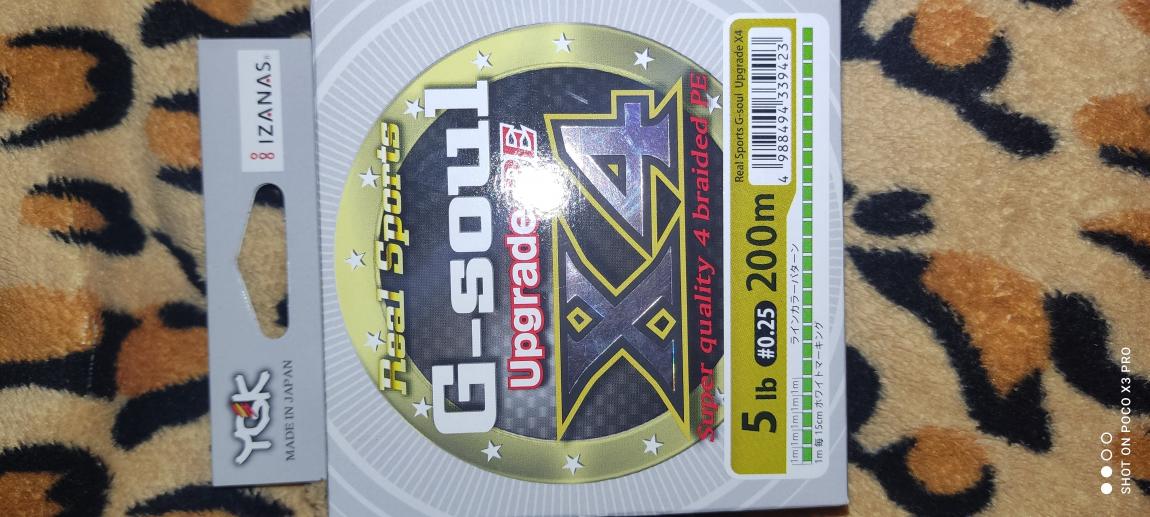 YGK
MADE IN JAPAN
IZANAS®
Real Sports
G-soul
Upgrade PE
X4
Super quality 4 braided PE
5 lb #0.25 200m
Real Sports G-soul Upgrade X4
4 988494 339423
ラインカラーパターン
1m 1m 1m 1m 1m
1m 毎 15cm ホワイトマーキング
SHOT ON POCO X3 PRO